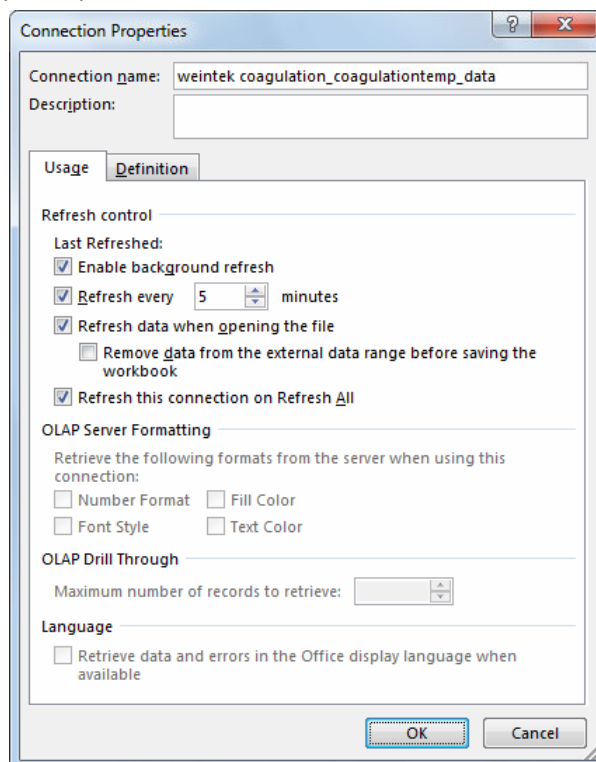 Connection Properties
Connection name: weintek coagulation_coagulationtemp_data
Description:
Usage Definition
Refresh control
Last Refreshed:
Enable background refresh
Refresh every 5 minutes
Refresh data when opening the file
Remove data from the external data range before saving the
workbook
Refresh this connection on Refresh All
OLAP Server Formatting
Retrieve the following formats from the server when using this
connection:
Number Format Fill Color
Font Style Text Color
OLAP Drill Through
Maximum number of records to retrieve:
Language
Retrieve data and errors in the Office display language when
available
OK Cancel